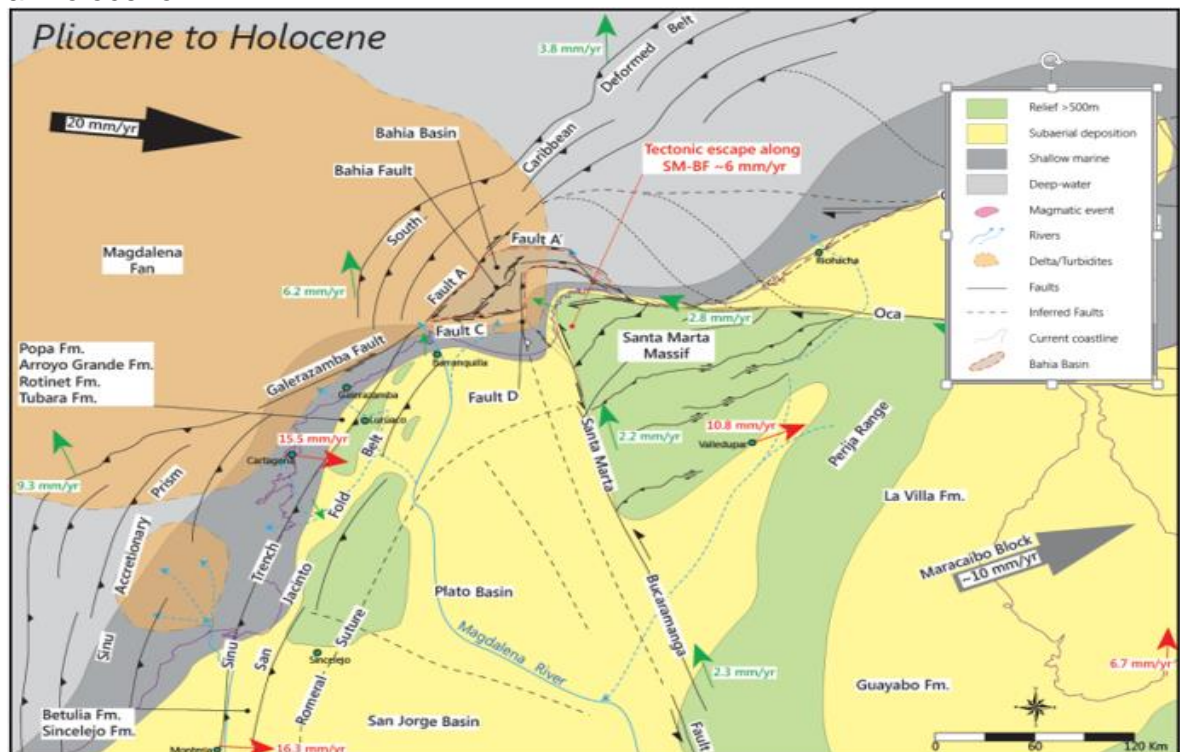 Pliocene to Holocene
20 mm/yr
3.8 mm/yr
Deformed Belt
Caribbean
South
Bahia Basin
Bahia Fault
Tectonic escape along
SM-BF ~6 mm/yr
Relief >500m
Subaerial deposition
Shallow marine
Deep-water
Magmatic event
Rivers
Delta/Turbidites
Faults
Inferred Faults
Current coastline
Bahia Basin
Magdalena
Fan
6.2 mm/yr
Fault A
Fault A'
Fault C
Riohacha
2.8 mm/yr
Oca
Santa Marta
Massif
Popa Fm.
Arroyo Grande Fm.
Rotinet Fm.
Tubara Fm.
Galerazamba Fault
Barranquilla
Galerazamba
Luruaco
Fault D
Belt
Fold
15.5 mm/yr
Cartagena
9.3 mm/yr
Prism
Accretionary
Sinu
Trench
Sinu
Jacinto
San
2.2 mm/yr
10.8 mm/yr
Valledupar
Perija Range
Santa Marta
Bucaramanga
Fault
La Villa Fm.
Maracaibo Block
~10 mm/yr
Plato Basin
Magdalena River
Suture
Romeral
Sincelejo
2.3 mm/yr
6.7 mm/yr
Guayabo Fm.
Betulia Fm.
Sincelejo Fm.
San Jorge Basin
Monteria
16.3 mm/yr
0 60 120 Km